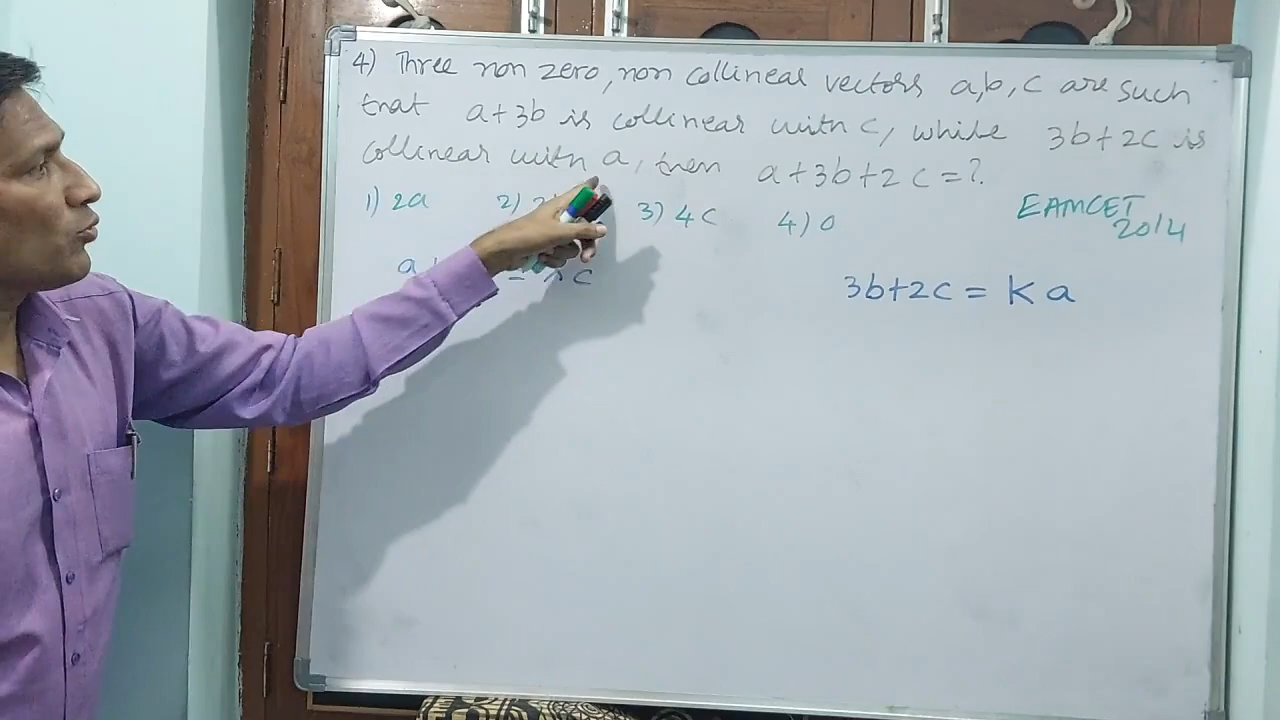 4) Three non zero, non collinear vectors a,b, c are such
that a+3b is collinear with c, while 3b+2c is
collinear with a, then a+3b+2c=?.
1) 2a 2) 3) 4c 4) 0
EAMCET
2014
a = λ c
3b+2c = K a